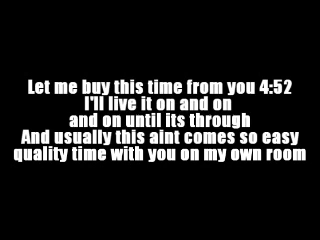 Let me buy this time from you 4:52
I'll live it on and on
and on until its through
And usually this aint comes so easy
quality time with you on my own room